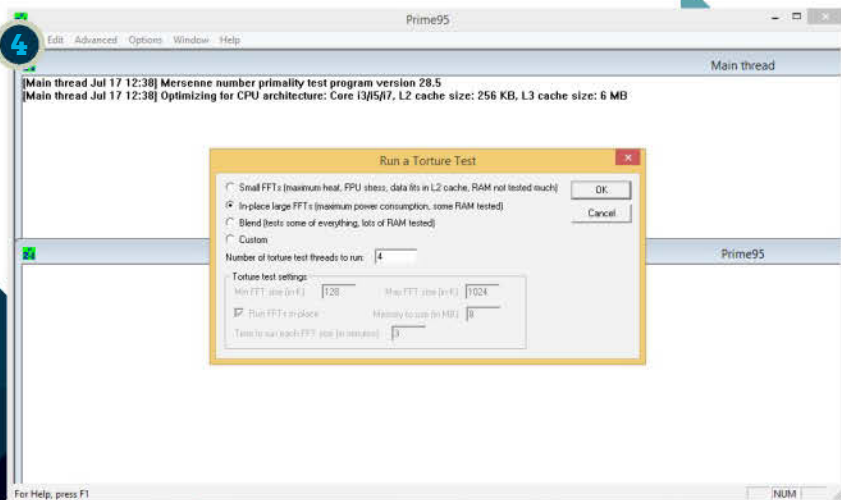 Prime95
4
Edit Advanced Options Window Help
Main thread
[Main thread Jul 17 12:38] Mersenne number primality test program version 28.5
[Main thread Jul 17 12:38] Optimizing for CPU architecture: Core i3/i5/i7, L2 cache size: 256 KB, L3 cache size: 6 MB
Run a Torture Test
Small FFTs (maximum heat, FPU stress, data fits in L2 cache, RAM not tested much)
OK
In-place large FFTs (maximum power consumption, some RAM tested)
Cancel
Blend (tests some of everything, lots of RAM tested)
Custom
Number of torture test threads to run: 4
Torture test settings
Min FFT size (in K): 128 Max FFT size (in K): 1024
Run FFTs in-place Memory to use (in MB): 8
Time to run each FFT size (in minutes): 3
Prime95
For Help, press F1
NUM